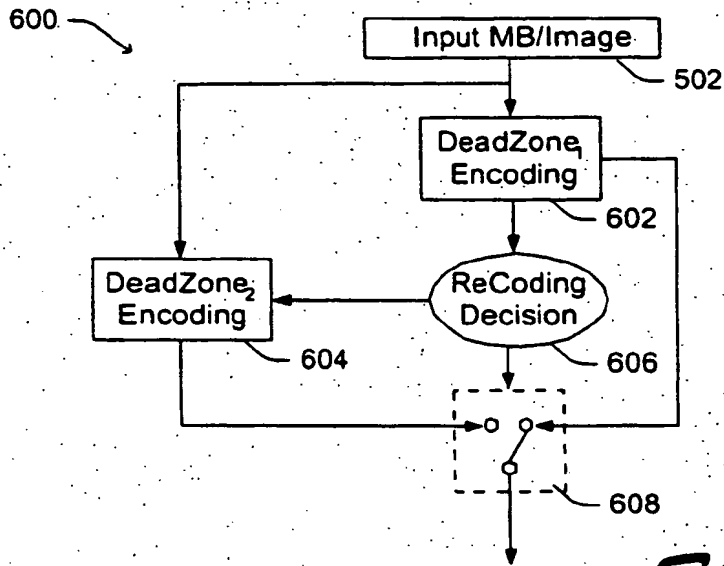 600
Input MB/Image
502
DeadZone1
Encoding
602
DeadZone2
Encoding
604
ReCoding
Decision
606
608